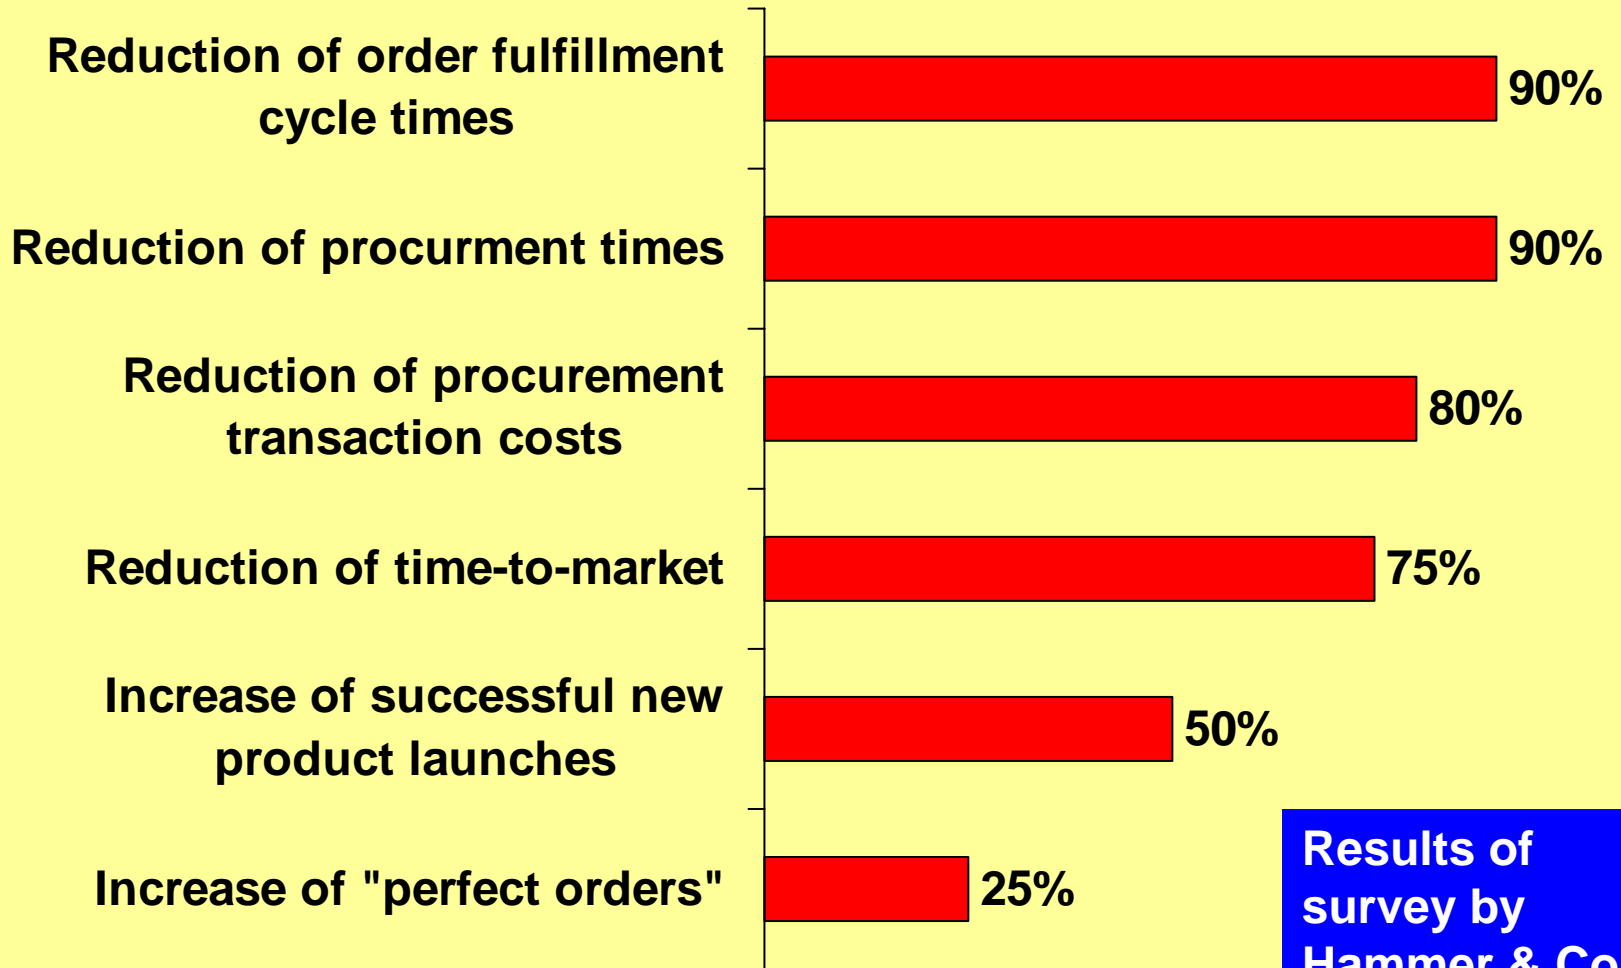 Reduction of order fulfillment
cycle times
90%
Reduction of procurment times
90%
Reduction of procurement
transaction costs
80%
Reduction of time-to-market
75%
Increase of successful new
product launches
50%
Increase of "perfect orders"
25%
Results of
survey by
Hammer & Co